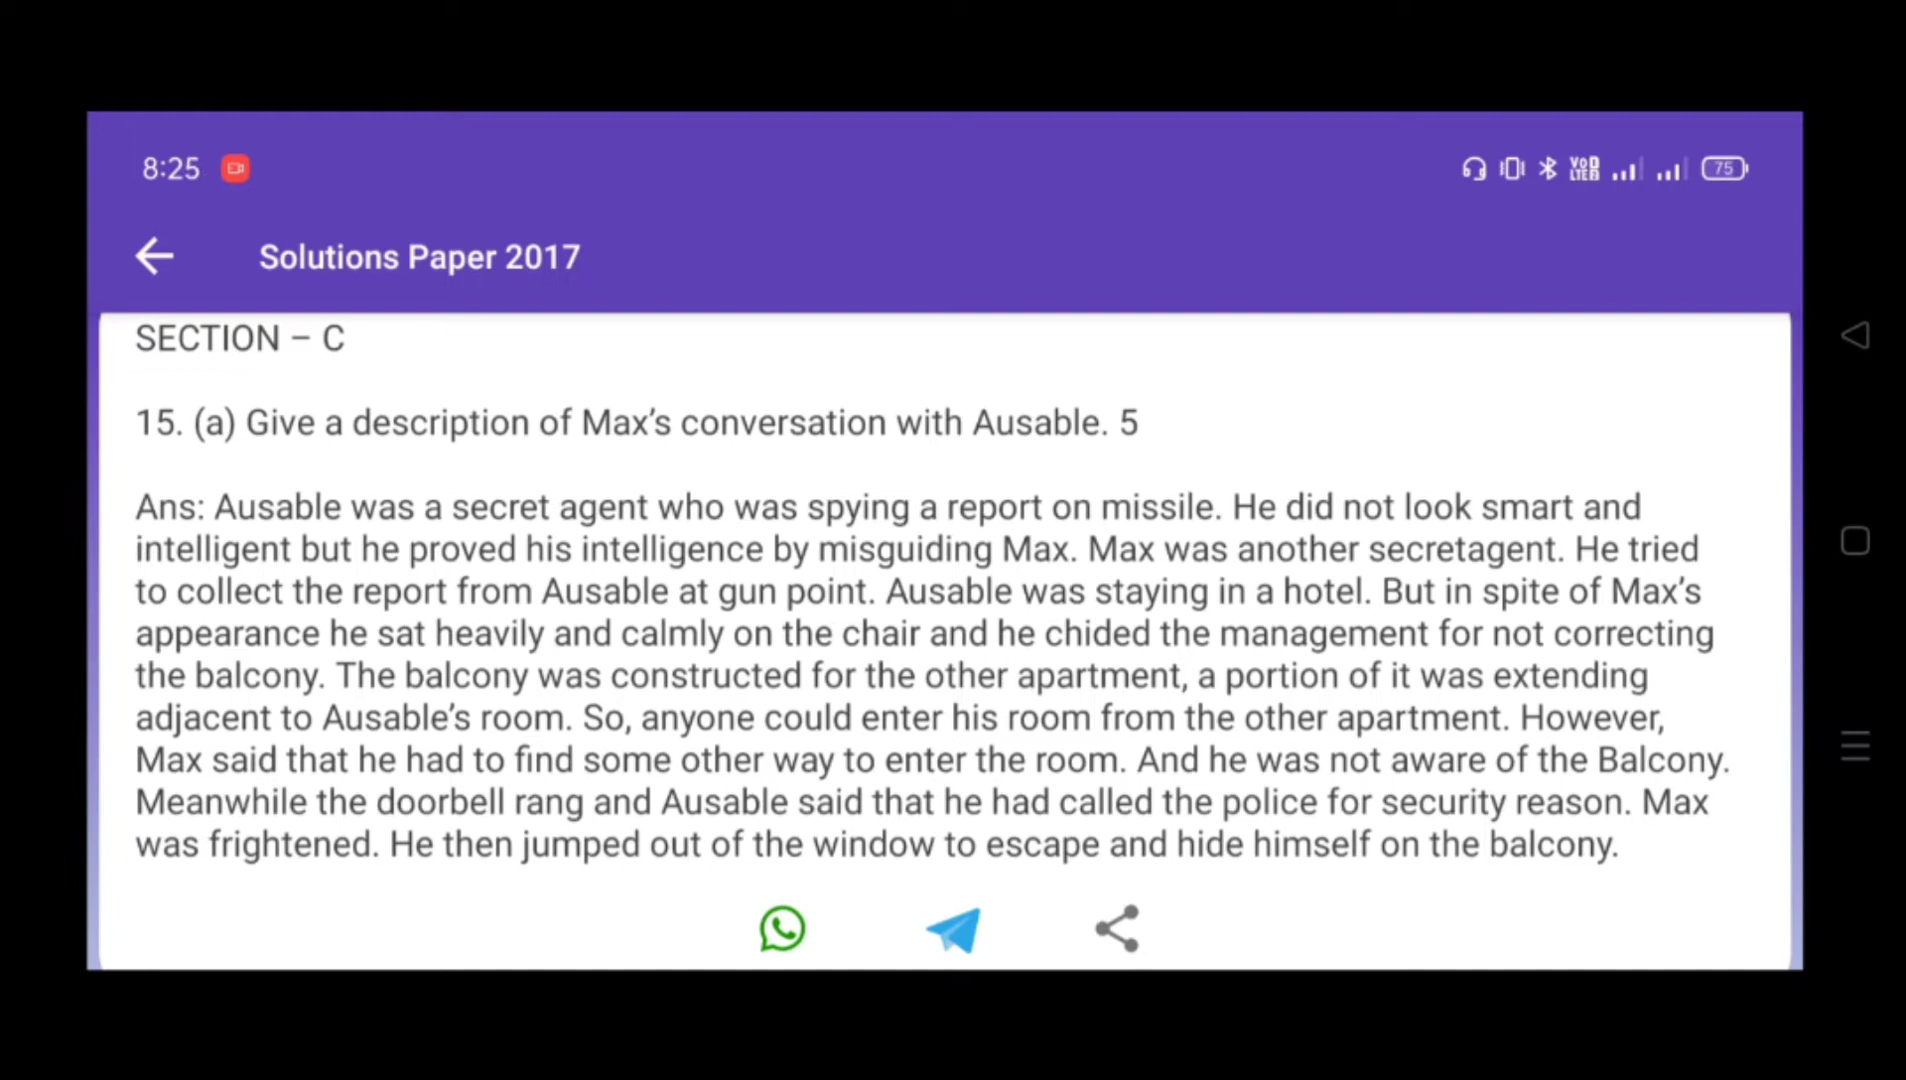 8:25
VoD LTE2
75
Solutions Paper 2017
SECTION – C
15. (a) Give a description of Max’s conversation with Ausable. 5
Ans: Ausable was a secret agent who was spying a report on missile. He did not look smart and
intelligent but he proved his intelligence by misguiding Max. Max was another secretagent. He tried
to collect the report from Ausable at gun point. Ausable was staying in a hotel. But in spite of Max’s
appearance he sat heavily and calmly on the chair and he chided the management for not correcting
the balcony. The balcony was constructed for the other apartment, a portion of it was extending
adjacent to Ausable’s room. So, anyone could enter his room from the other apartment. However,
Max said that he had to find some other way to enter the room. And he was not aware of the Balcony.
Meanwhile the doorbell rang and Ausable said that he had called the police for security reason. Max
was frightened. He then jumped out of the window to escape and hide himself on the balcony.